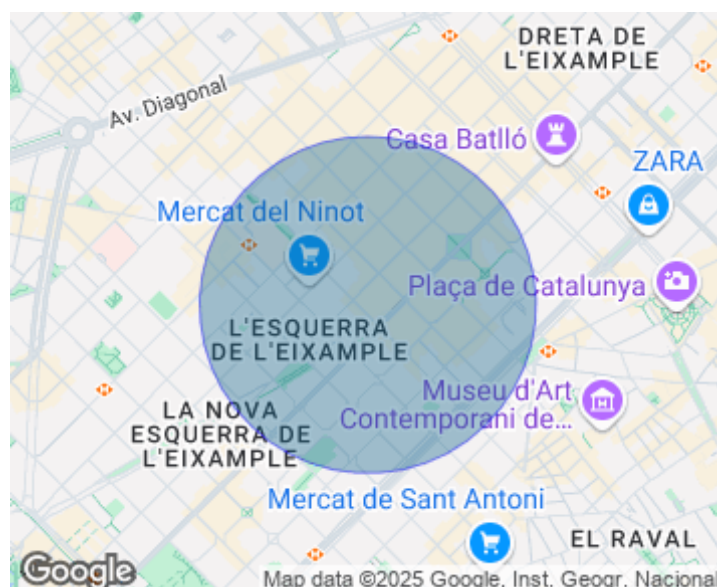 DRETA DE
L'EIXAMPLE
Av. Diagonal
Casa Batlló
ZARA
Mercat del Ninot
Plaça de Catalunya
L'ESQUERRA
DE L'EIXAMPLE
Museu d'Art
Contemporani de...
LA NOVA
ESQUERRA DE
L'EIXAMPLE
Mercat de Sant Antoni
EL RAVAL
Google
Map data ©2025 Google, Inst. Geogr. Nacional